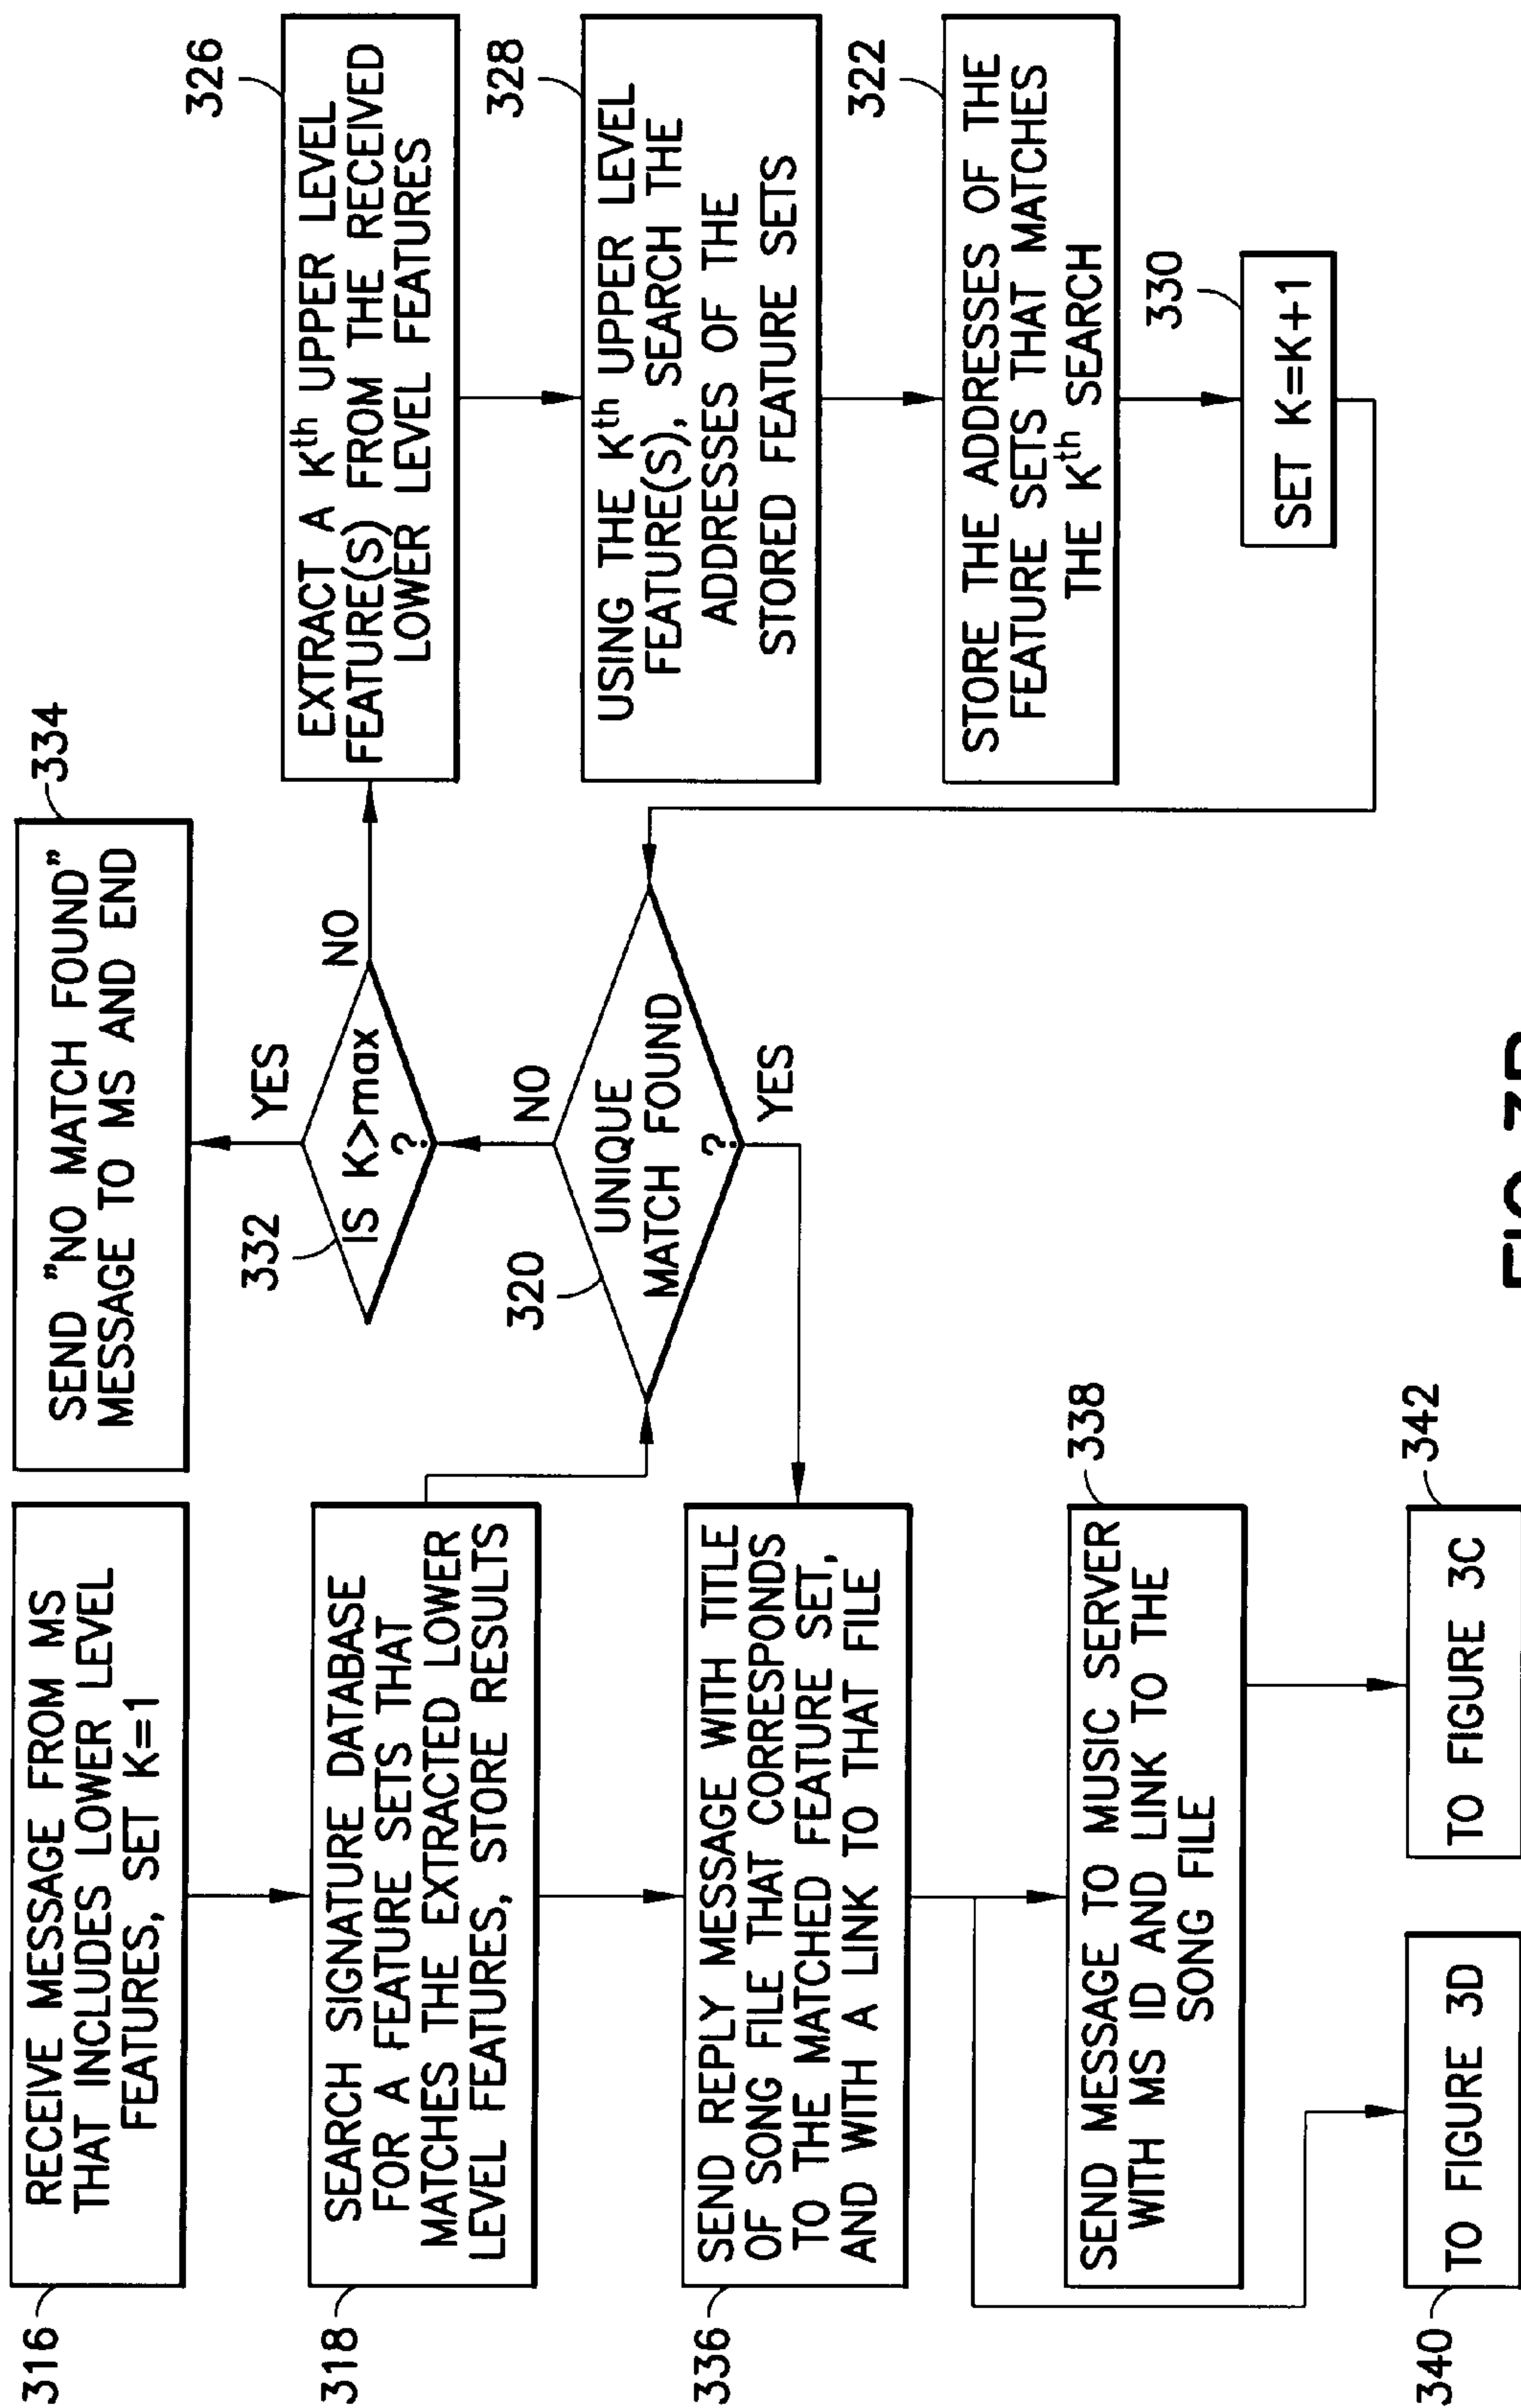 316
RECEIVE MESSAGE FROM MS
THAT INCLUDES LOWER LEVEL
FEATURES, SET K=1
318
SEARCH SIGNATURE DATABASE
FOR A FEATURE SETS THAT
MATCHES THE EXTRACTED LOWER
LEVEL FEATURES, STORE RESULTS
336
SEND REPLY MESSAGE WITH TITLE
OF SONG FILE THAT CORRESPONDS
TO THE MATCHED FEATURE SET,
AND WITH A LINK TO THAT FILE
338
SEND MESSAGE TO MUSIC SERVER
WITH MS ID AND LINK TO THE
SONG FILE
340
TO FIGURE 3D
342
TO FIGURE 3C
334
SEND "NO MATCH FOUND"
MESSAGE TO MS AND END
YES
332
IS K>max
?
NO
NO
320
UNIQUE
MATCH FOUND
?
YES
326
EXTRACT A Kth UPPER LEVEL
FEATURE(S) FROM THE RECEIVED
LOWER LEVEL FEATURES
328
USING THE Kth UPPER LEVEL
FEATURE(S), SEARCH THE
ADDRESSES OF THE
STORED FEATURE SETS
322
STORE THE ADDRESSES OF THE
FEATURE SETS THAT MATCHES
THE Kth SEARCH
330
SET K=K+1